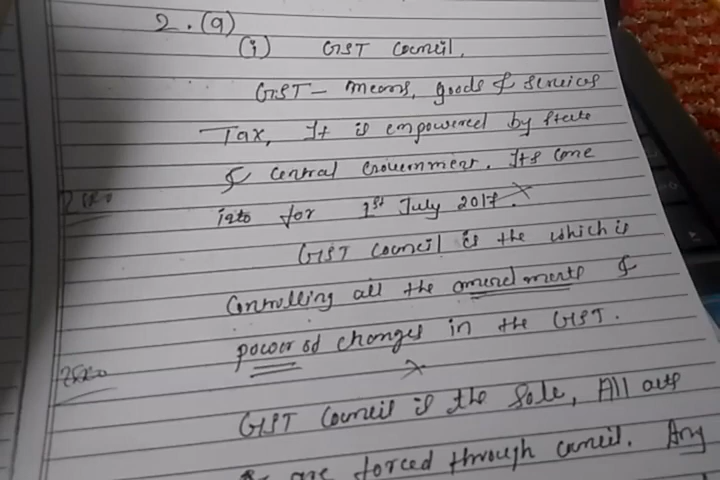 2. (a)
(i) GST Council,
GST – means, goods & services
Tax, It is empowered by State
& central Government. Its come
into for 1st July 2017.
GST council is the which is
Controlling all the amendments &
power of changes in the GST.
zero
GST Council is the Sole, All
are forced through council. Any